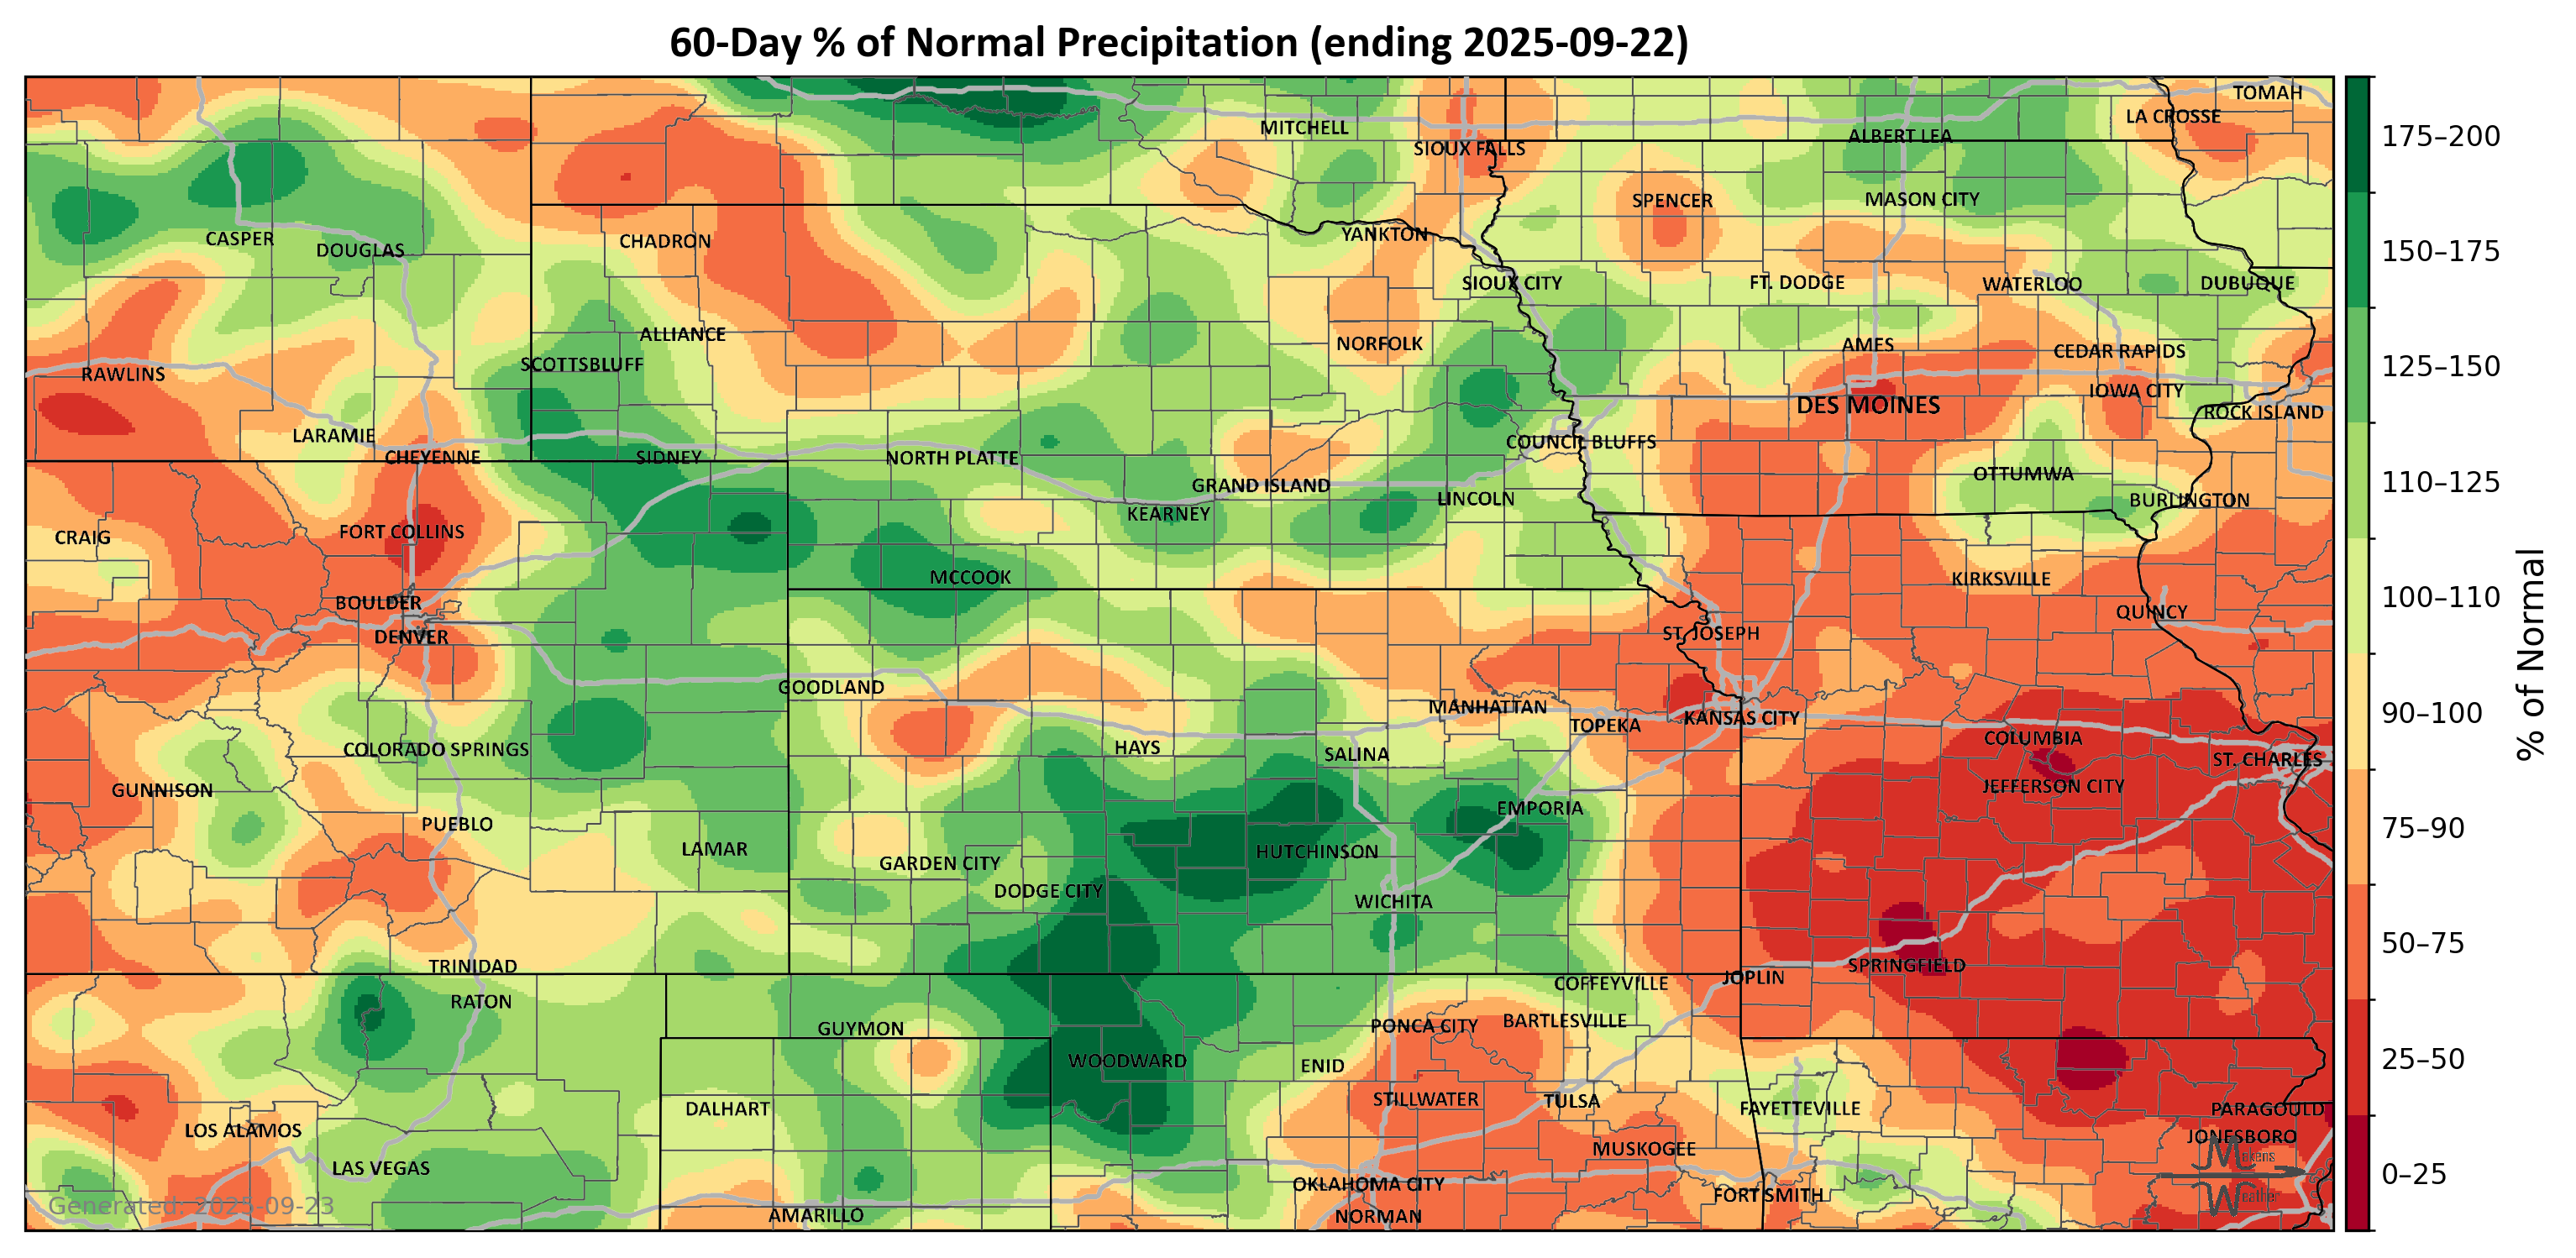 60-Day % of Normal Precipitation (ending 2025-09-22)
TOMAH
LA CROSSE
MITCHELL
ALBERT LEA
SIOUX FALLS
SPENCER
MASON CITY
CASPER
DOUGLAS
CHADRON
YANKTON
SIOUX CITY
FT. DODGE
WATERLOO
DUBUQUE
ALLIANCE
NORFOLK
AMES
CEDAR RAPIDS
RAWLINS
SCOTTSBLUFF
IOWA CITY
DES MOINES
ROCK ISLAND
LARAMIE
COUNCIL BLUFFS
CHEYENNE
SIDNEY
NORTH PLATTE
OTTUMWA
GRAND ISLAND
LINCOLN
BURLINGTON
KEARNEY
CRAIG
FORT COLLINS
MCCOOK
KIRKSVILLE
BOULDER
QUINCY
DENVER
ST. JOSEPH
GOODLAND
MANHATTAN
TOPEKA
KANSAS CITY
COLORADO SPRINGS
HAYS
SALINA
COLUMBIA
ST. CHARLES
GUNNISON
JEFFERSON CITY
EMPORIA
PUEBLO
LAMAR
GARDEN CITY
HUTCHINSON
DODGE CITY
WICHITA
TRINIDAD
SPRINGFIELD
COFFEYVILLE
JOPLIN
RATON
GUYMON
PONCA CITY
BARTLESVILLE
WOODWARD
ENID
DALHART
STILLWATER
TULSA
FAYETTEVILLE
PARAGOULD
LOS ALAMOS
JONESBORO
MUSKOGEE
LAS VEGAS
OKLAHOMA CITY
FORT SMITH
AMARILLO
NORMAN
Generated: 2025-09-23
Makens
Weather
175–200
150–175
125–150
110–125
100–110
90–100
75–90
50–75
25–50
0–25
% of Normal